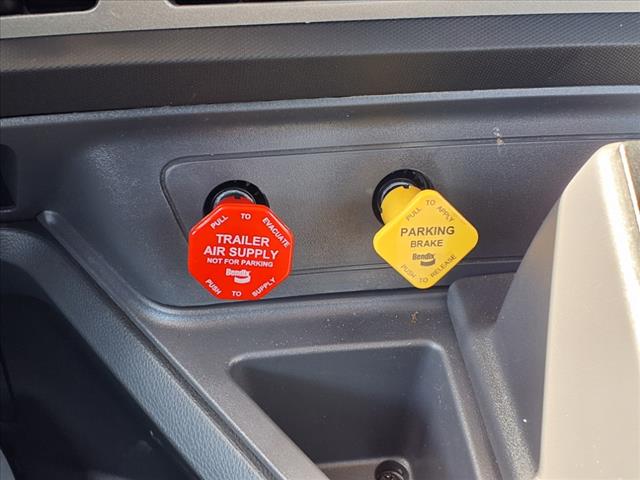 PULL TO EVACUATE
TRAILER
AIR SUPPLY
NOT FOR PARKING
Bendix
PUSH TO SUPPLY
PULL TO APPLY
PARKING
BRAKE
Bendix
PUSH TO RELEASE